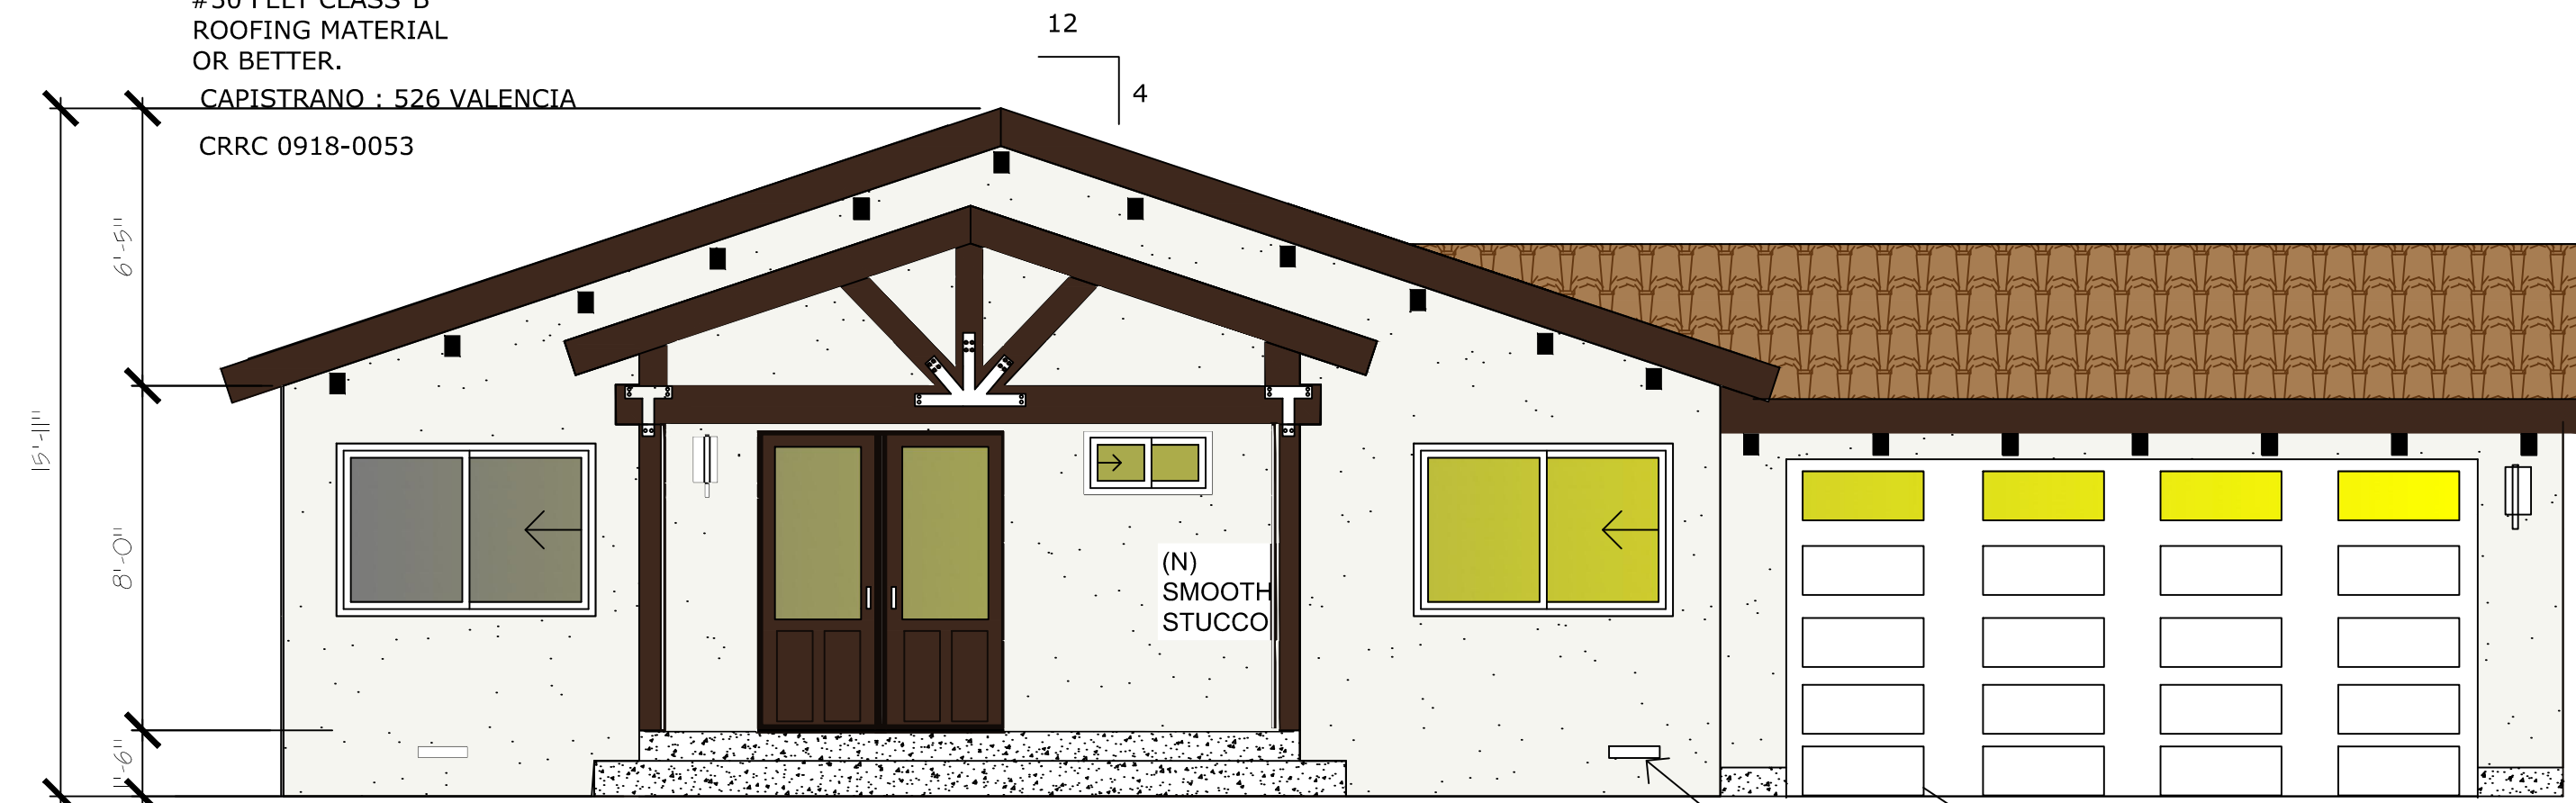 ROOFING MATERIAL
OR BETTER.
CAPISTRANO : 526 VALENCIA
CRRC 0918-0053
12
4
6'-5"
15'-11"
8'-0"
1'-6"
(N)
SMOOTH
STUCCO